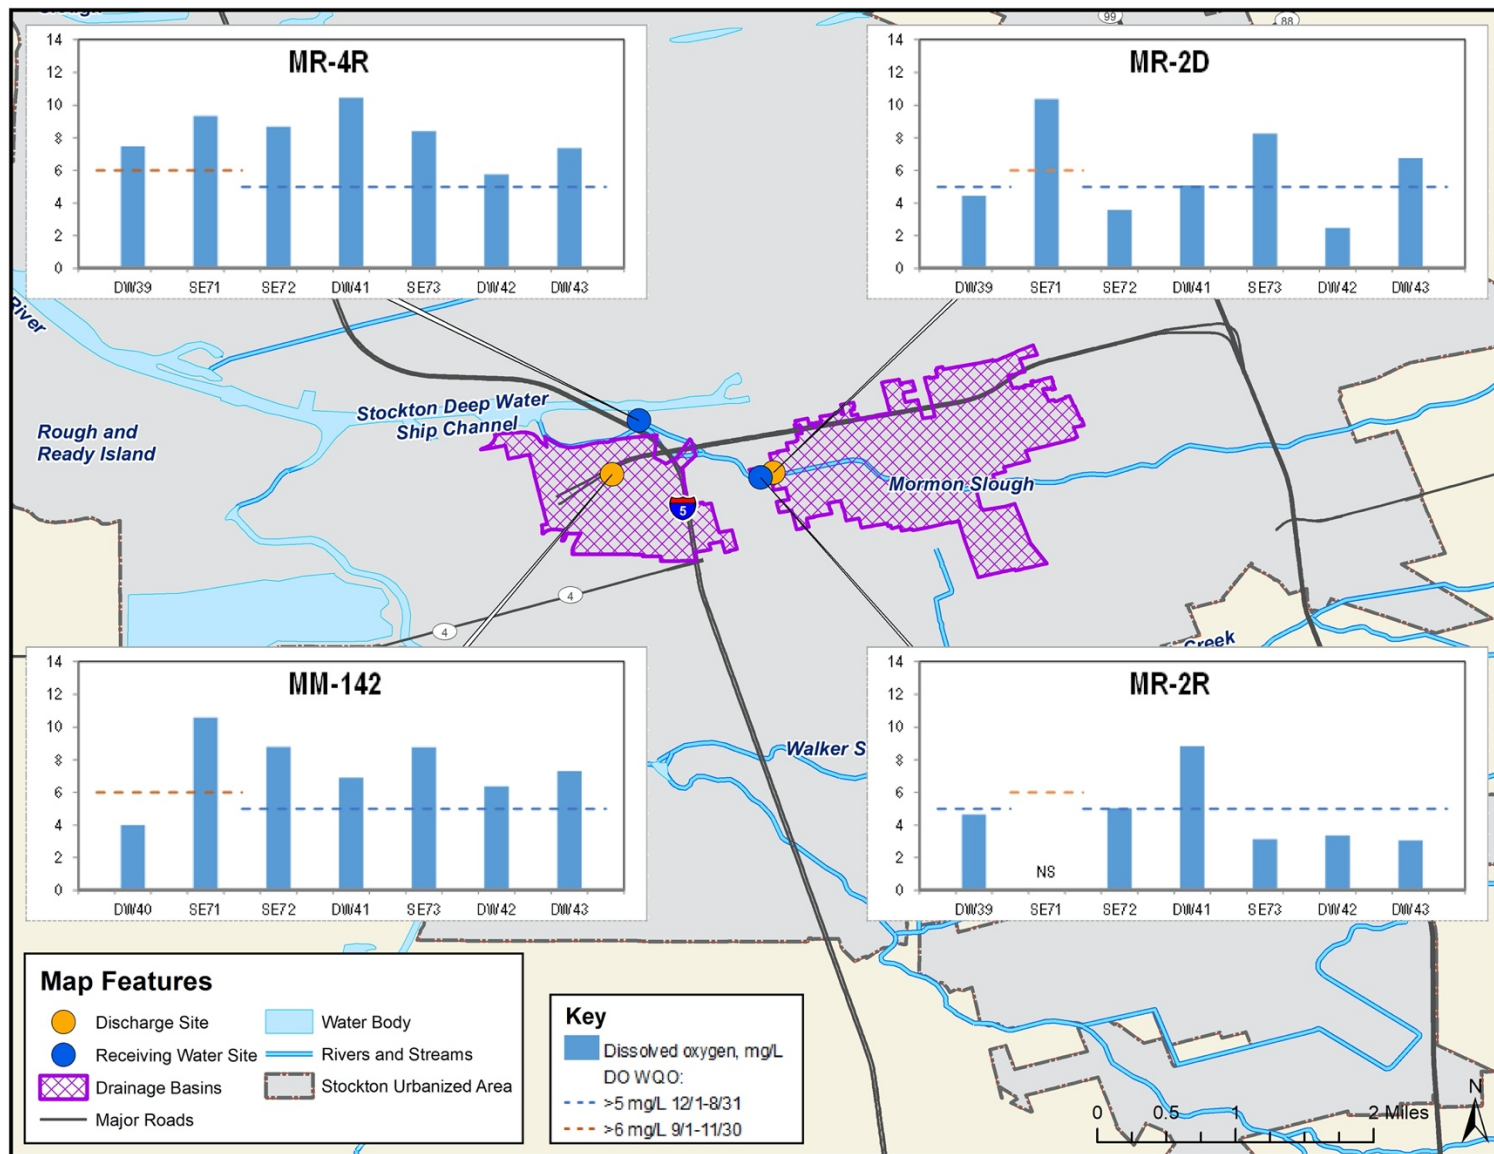 99
88
MR-4R
14
12
10
8
6
4
2
0
DW39 SE71 SE72 DW41 SE73 DW42 DW43
MR-2D
14
12
10
8
6
4
2
0
DW39 SE71 SE72 DW41 SE73 DW42 DW43
River
Stockton Deep Water
Ship Channel
Rough and
Ready Island
Mormon Slough
5
4
4
Creek
Walker S
MM-142
14
12
10
8
6
4
2
0
DW40 SE71 SE72 DW41 SE73 DW42 DW43
MR-2R
14
12
10
8
6
4
2
0
NS
DW39 SE71 SE72 DW41 SE73 DW42 DW43
Map Features
Discharge Site
Receiving Water Site
Drainage Basins
Major Roads
Water Body
Rivers and Streams
Stockton Urbanized Area
Key
Dissolved oxygen, mg/L
DO WQO:
>5 mg/L 12/1-8/31
>6 mg/L 9/1-11/30
N
0 0.5 1 2 Miles